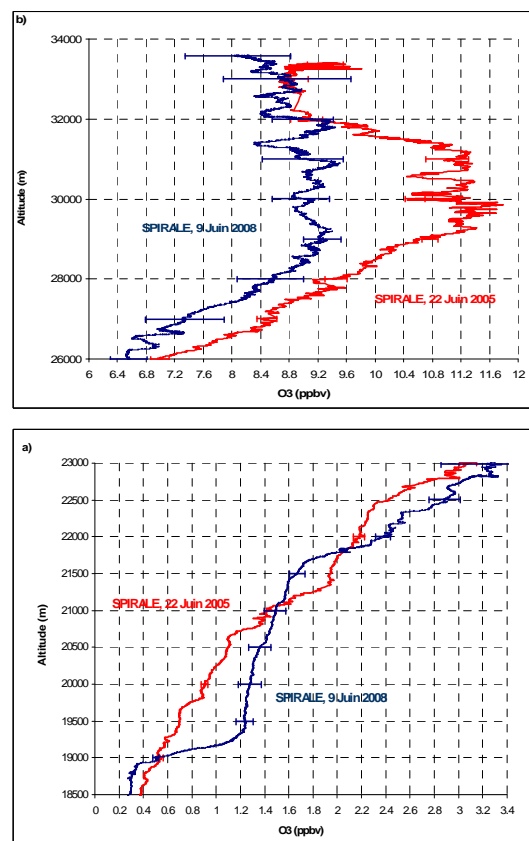 b)
34000
32000
30000
28000
26000
Altitude (m)
SPIRALE, 9 Juin 2008
SPIRALE, 22 Juin 2005
6 6.4 6.8 7.2 7.6 8 8.4 8.8 9.2 9.6 10 10.4 10.8 11.2 11.6 12
O3 (ppbv)
a)
23000
22500
22000
21500
21000
20500
20000
19500
19000
18500
Altitude (m)
SPIRALE, 22 Juin 2005
SPIRALE, 9 Juin 2008
0 0.2 0.4 0.6 0.8 1 1.2 1.4 1.6 1.8 2 2.2 2.4 2.6 2.8 3 3.2 3.4
O3 (ppbv)